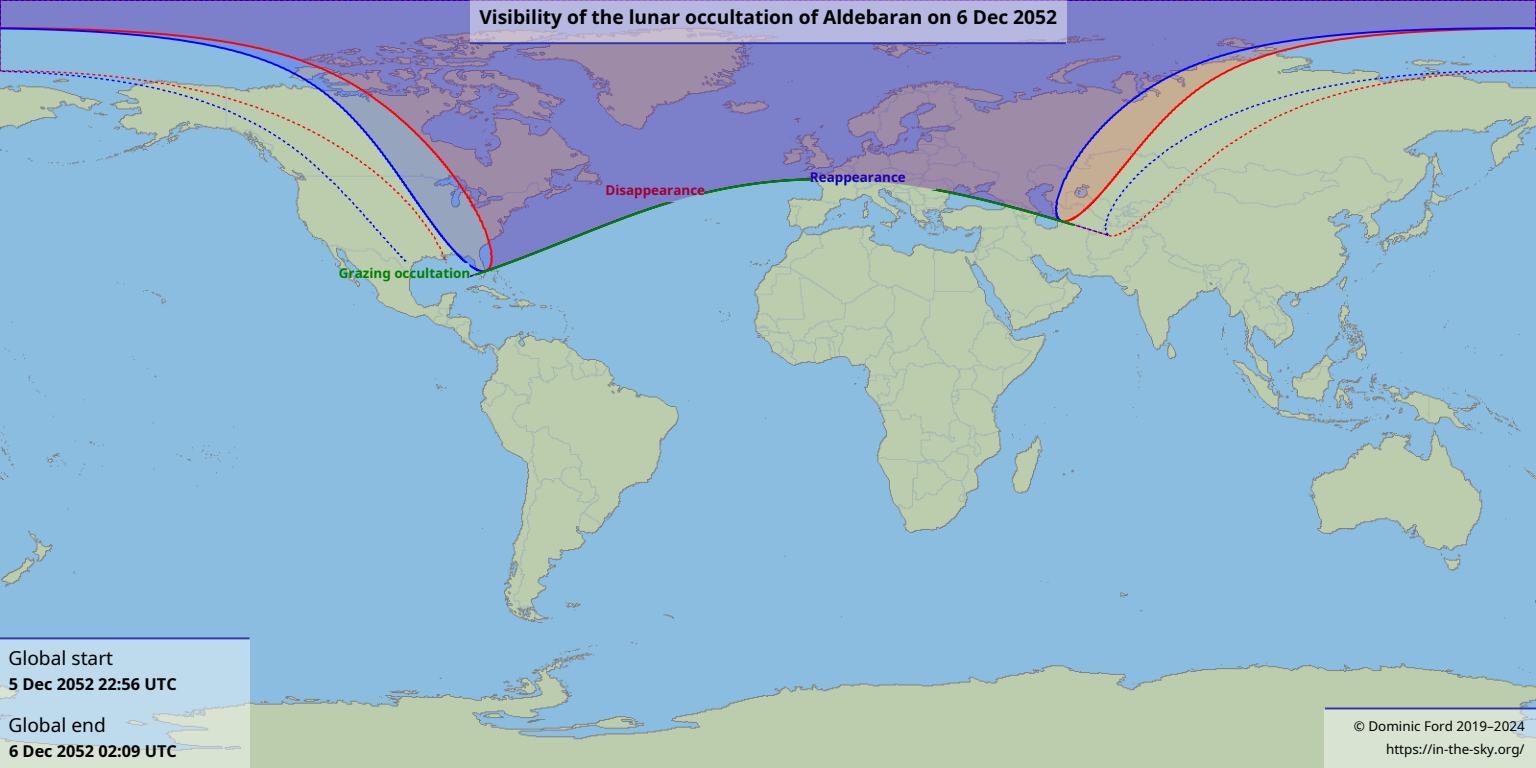 Visibility of the lunar occultation of Aldebaran on 6 Dec 2052
Reappearance
Disappearance
Grazing occultation
Global start
5 Dec 2052 22:56 UTC
Global end
6 Dec 2052 02:09 UTC
© Dominic Ford 2019–2024
https://in-the-sky.org/